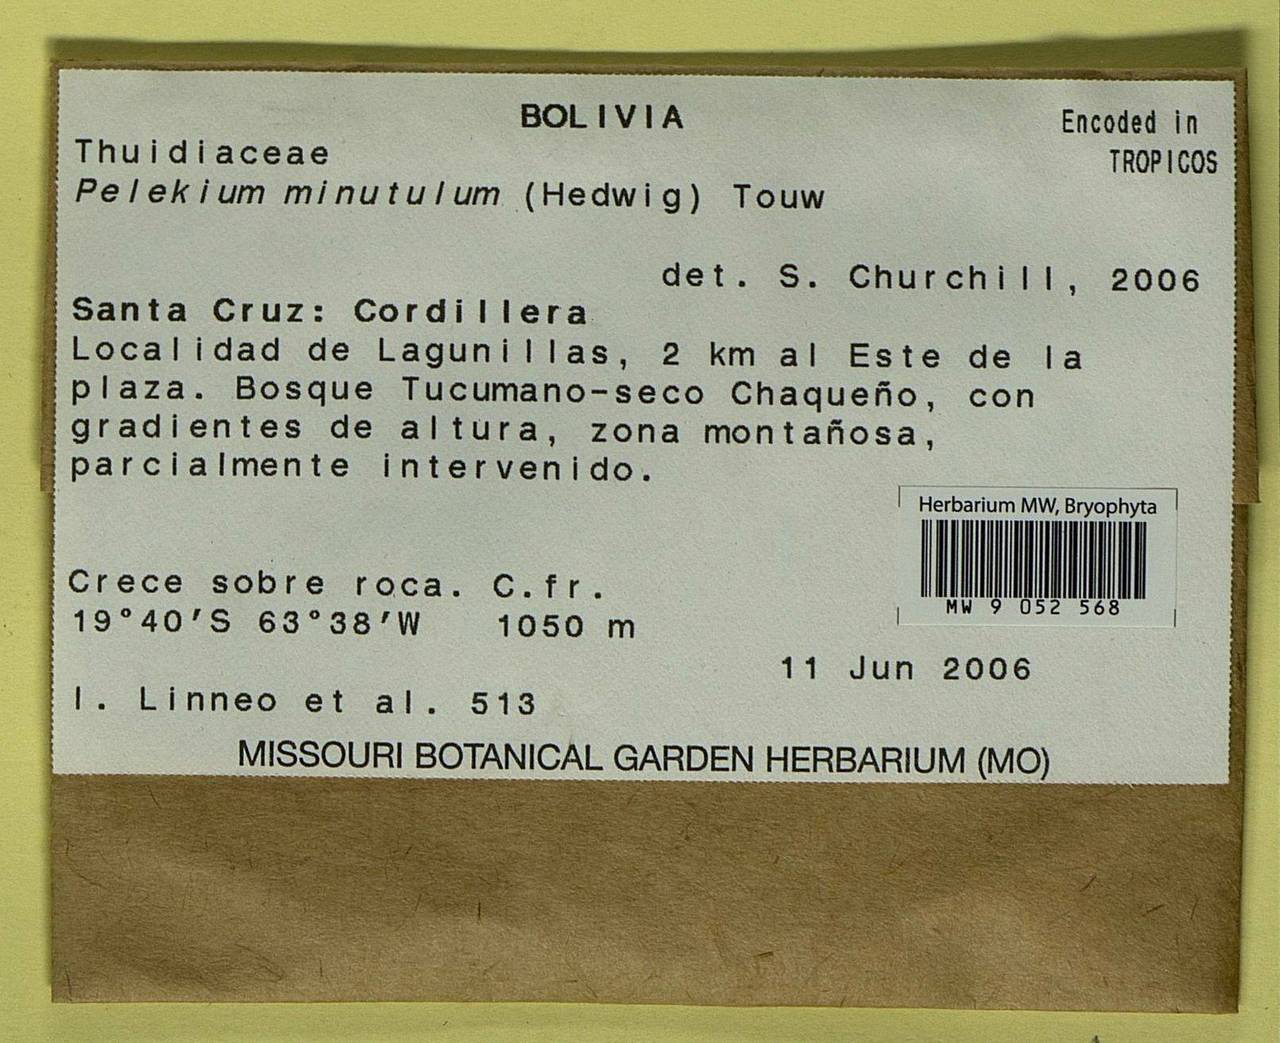 BOLIVIA
Encoded in
TROPICOS
Thuidiaceae
Pelekium minutulum (Hedwig) Touw
det. S. Churchill, 2006
Santa Cruz: Cordillera
Localidad de Lagunillas, 2 km al Este de la
plaza. Bosque Tucumano-seco Chaqueño, con
gradientes de altura, zona montañosa,
parcialmente intervenido.
Herbarium MW, Bryophyta
MW 9 052 568
Crece sobre roca. C.fr.
19°40'S 63°38'W 1050 m
11 Jun 2006
I. Linneo et al. 513
MISSOURI BOTANICAL GARDEN HERBARIUM (MO)